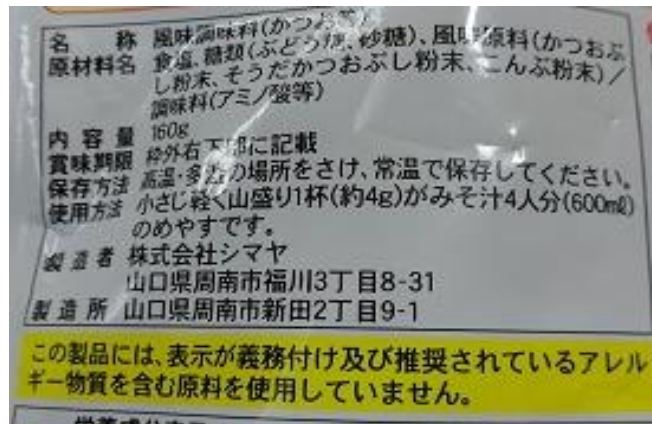 名称 風味調味料(かつお等)
原材料名 食塩、糖類(ぶどう糖、砂糖)、風味原料(かつおぶ
し粉末、そうだかつおぶし粉末、こんぶ粉末)/
調味料(アミノ酸等)
内容量 160g
賞味期限 枠外右下部に記載
保存方法 高温・多湿の場所をさけ、常温で保存してください。
使用方法 小さじ軽く山盛り1杯(約4g)がみそ汁4人分(600㎖)
のめやすです。
製造者 株式会社シマヤ
山口県周南市福川3丁目8-31
製造所 山口県周南市新田2丁目9-1
この製品には、表示が義務付け及び推奨されているアレル
ギー物質を含む原料を使用していません。